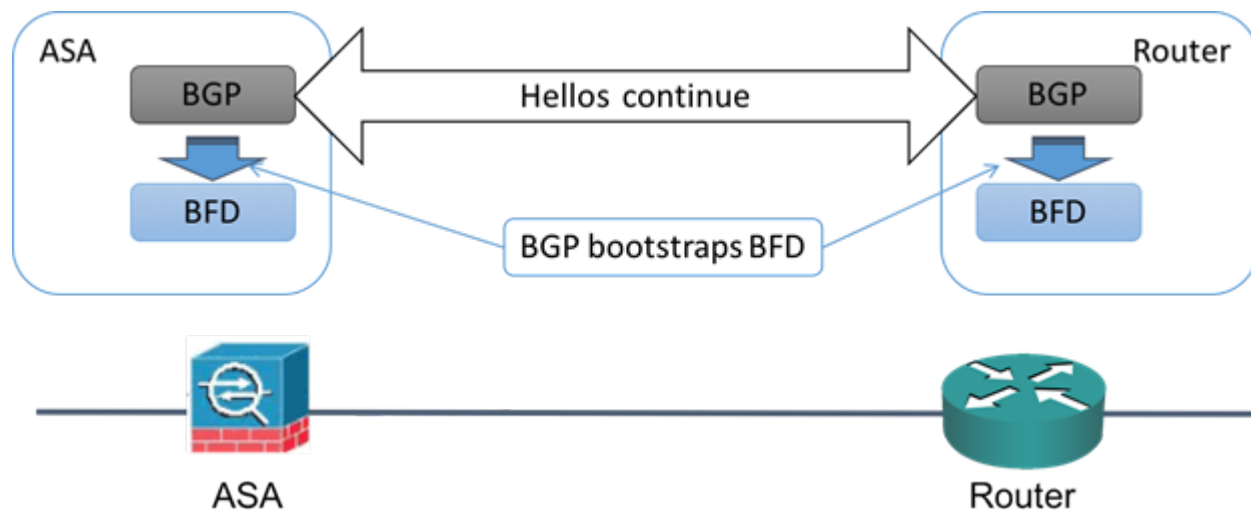 ASA
Router
BGP
Hellos continue
BGP
BFD
BFD
BGP bootstraps BFD
ASA
Router